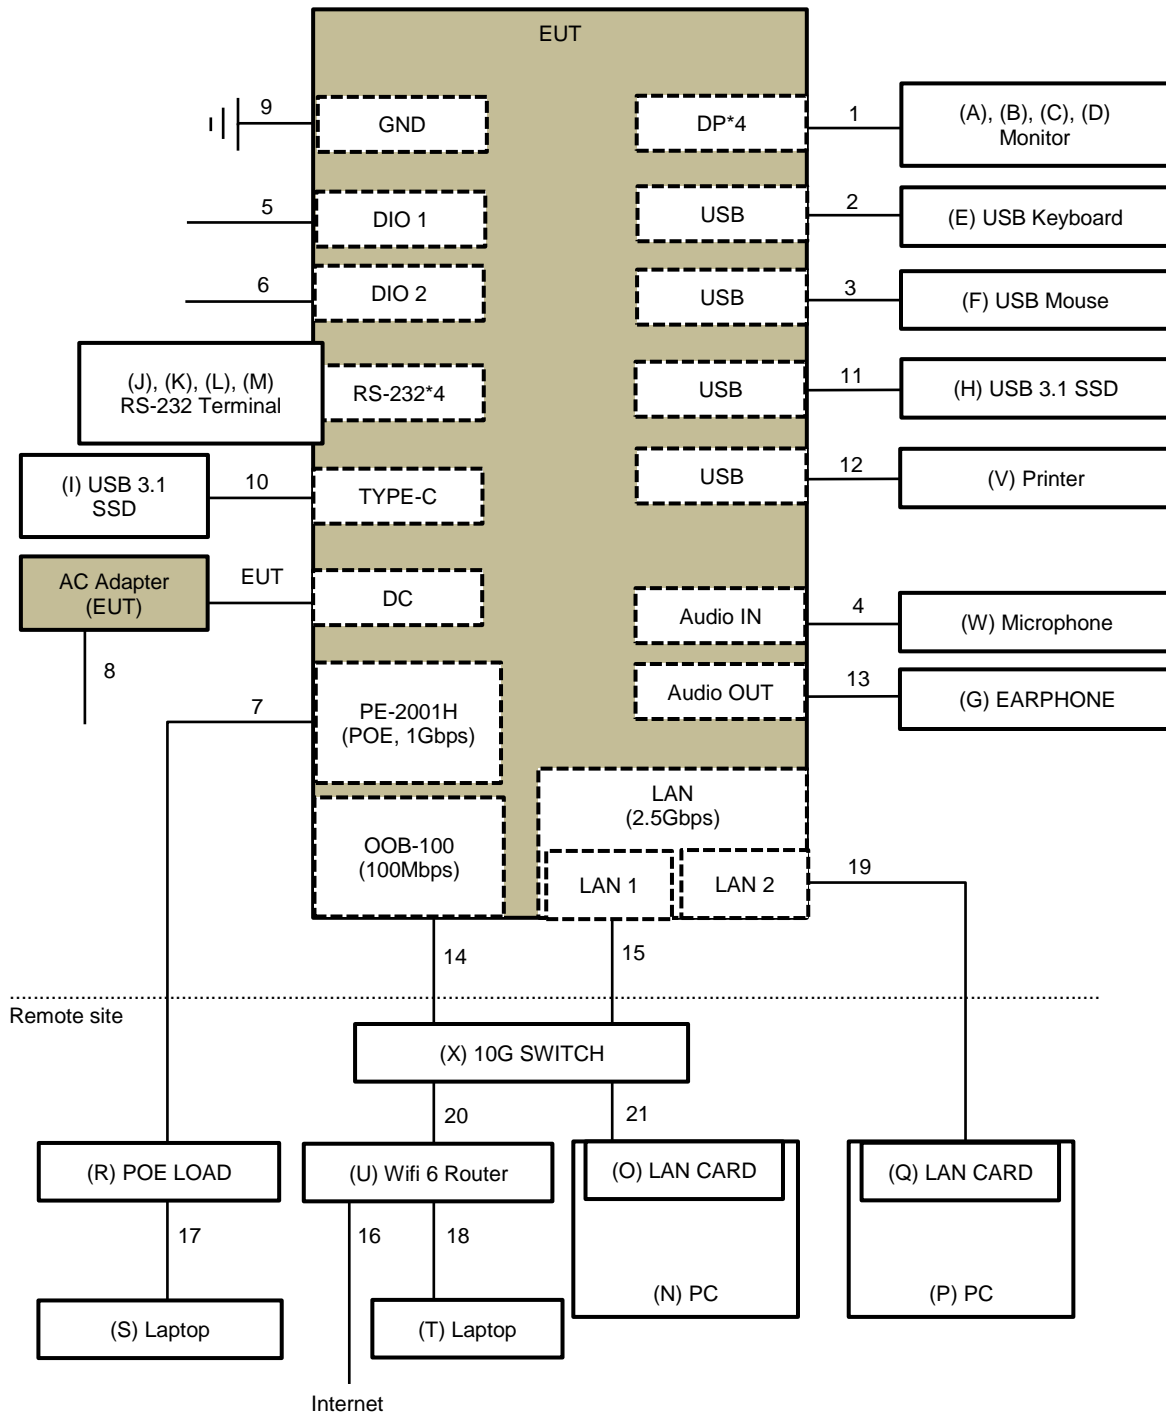 EUT
9
GND
DP*4
1
(A), (B), (C), (D)
Monitor
5
DIO 1
USB
2
(E) USB Keyboard
6
DIO 2
USB
3
(F) USB Mouse
(J), (K), (L), (M)
RS-232 Terminal
RS-232*4
USB
11
(H) USB 3.1 SSD
(I) USB 3.1
SSD
10
TYPE-C
USB
12
(V) Printer
AC Adapter
(EUT)
EUT
DC
Audio IN
4
(W) Microphone
8
Audio OUT
13
(G) EARPHONE
7
PE-2001H
(POE, 1Gbps)
LAN
(2.5Gbps)
OOB-100
(100Mbps)
LAN 1
LAN 2
19
14
15
Remote site
(X) 10G SWITCH
20
21
(R) POE LOAD
(U) Wifi 6 Router
(O) LAN CARD
(Q) LAN CARD
17
16
18
(N) PC
(P) PC
(S) Laptop
(T) Laptop
Internet